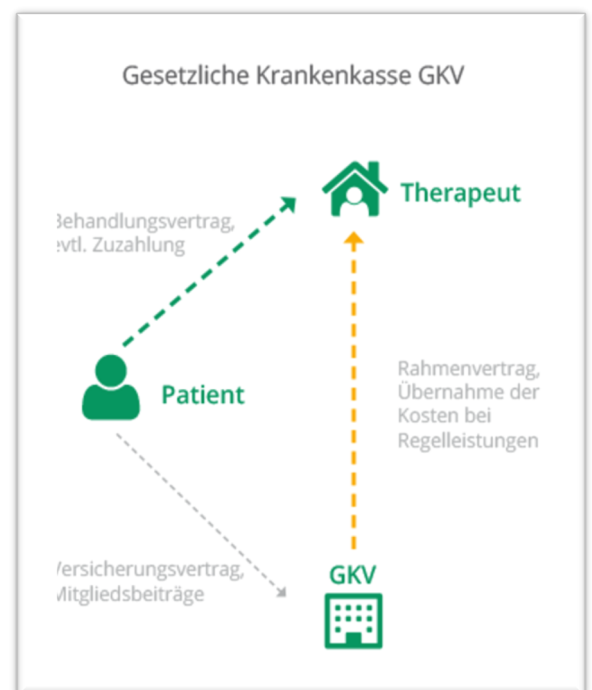 Gesetzliche Krankenkasse GKV
Therapeut
Behandlungsvertrag,
evtl. Zuzahlung
Patient
Rahmenvertrag,
Übernahme der
Kosten bei
Regelleistungen
GKV
Versicherungsvertrag,
Mitgliedsbeiträge